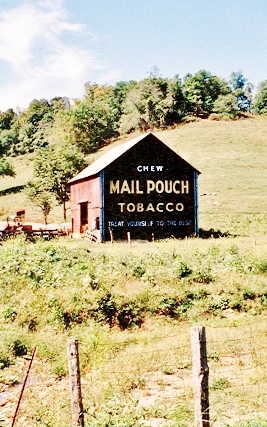 CHEW
MAIL POUCH
TOBACCO
TREAT YOURSELF TO THE BEST